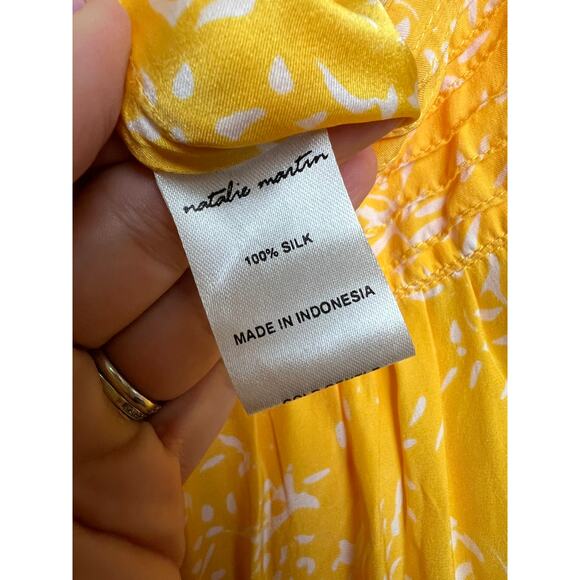 natalie martin
100% SILK
MADE IN INDONESIA